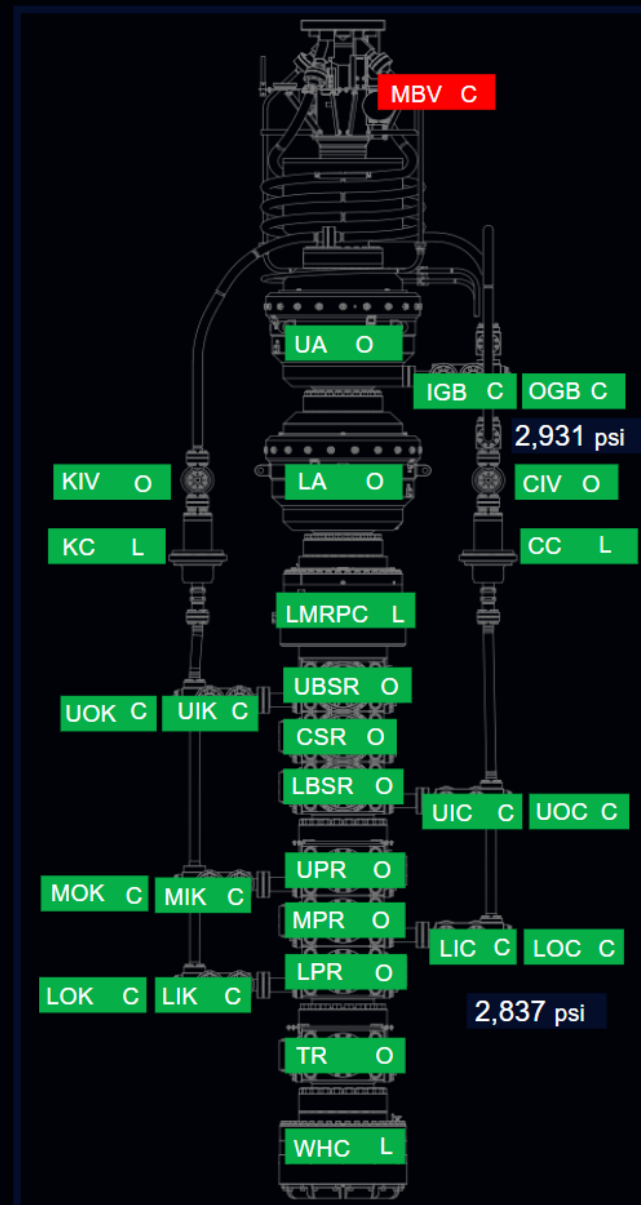 MBV C
UA O
IGB C OGB C
2,931 psi
KIV O LA O CIV O
KC L CC L
LMRPC L
UBSR O
UOK C UIK C
CSR O
LBSR O
UIC C UOC C
UPR O
MOK C MIK C
MPR O
LIC C LOC C
LPR O
LOK C LIK C
2,837 psi
TR O
WHC L